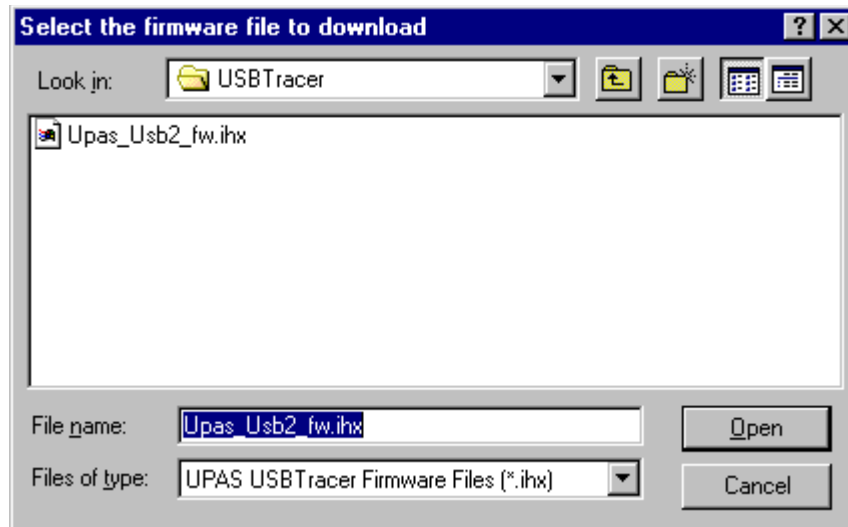 Select the firmware file to download
Look in: USBTracer
Upas_Usb2_fw.ihx
File name: Upas_Usb2_fw.ihx Open
Files of type: UPAS USBTracer Firmware Files (*.ihx) Cancel